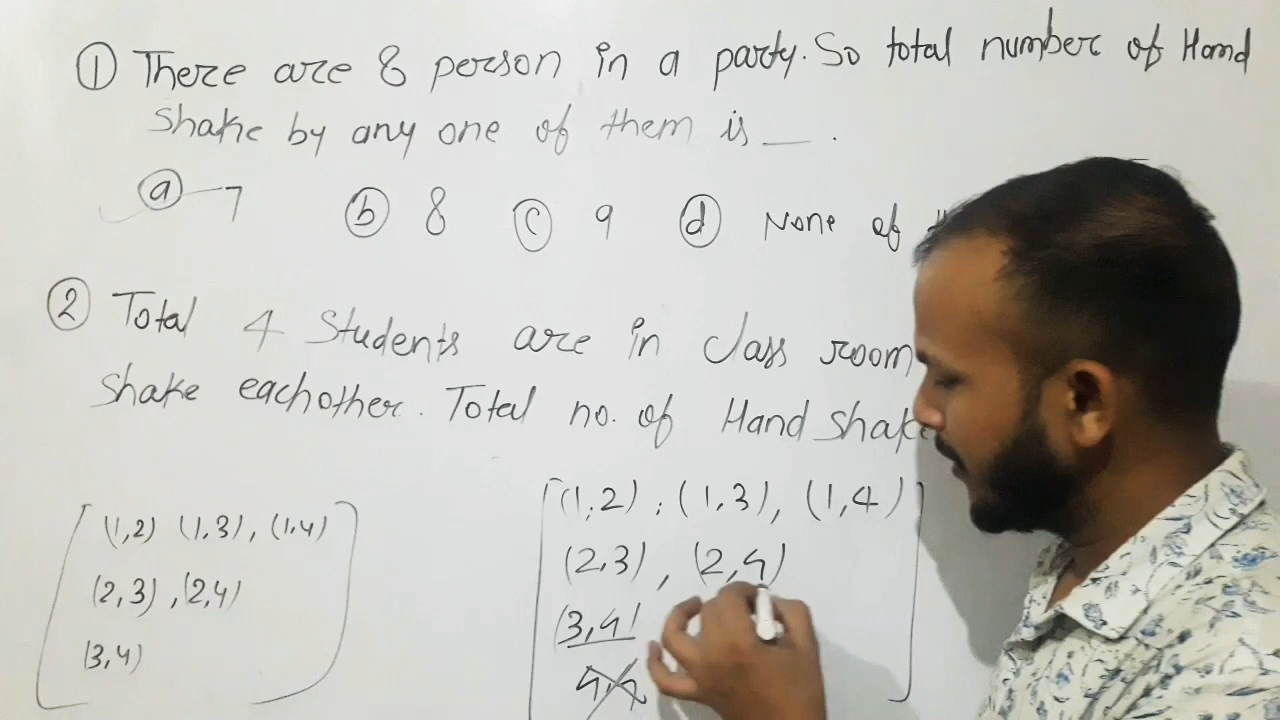 ① There are 8 person in a party. So total number of Hand
Shake by any one of them is __ .
ⓐ 7 ⓑ 8 ⓒ 9 ⓓ None of
② Total 4 Students are in class room
shake eachother. Total no. of Hand shake
(1,2) (1,3), (1,4)
(2,3), (2,4)
(3,4)
(1,2), (1,3), (1,4)
(2,3), (2,4)
(3,4)
4,4